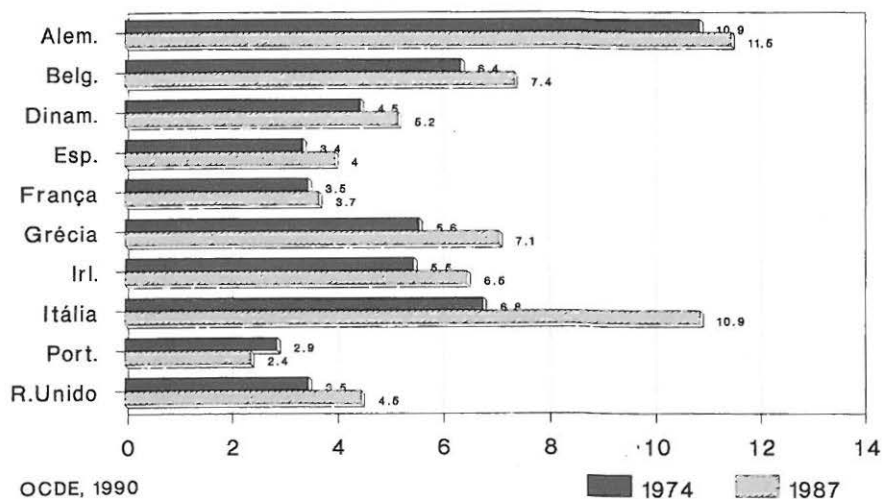 Alem. 10.9
11.5
Belg. 6.4
7.4
Dinam. 4.5
5.2
Esp. 3.4
4
França 3.5
3.7
Grécia 5.6
7.1
Irl. 5.5
6.5
Itália 6.8
10.9
Port. 2.9
2.4
R.Unido 3.5
4.5
0 2 4 6 8 10 12 14
OCDE, 1990 1974 1987